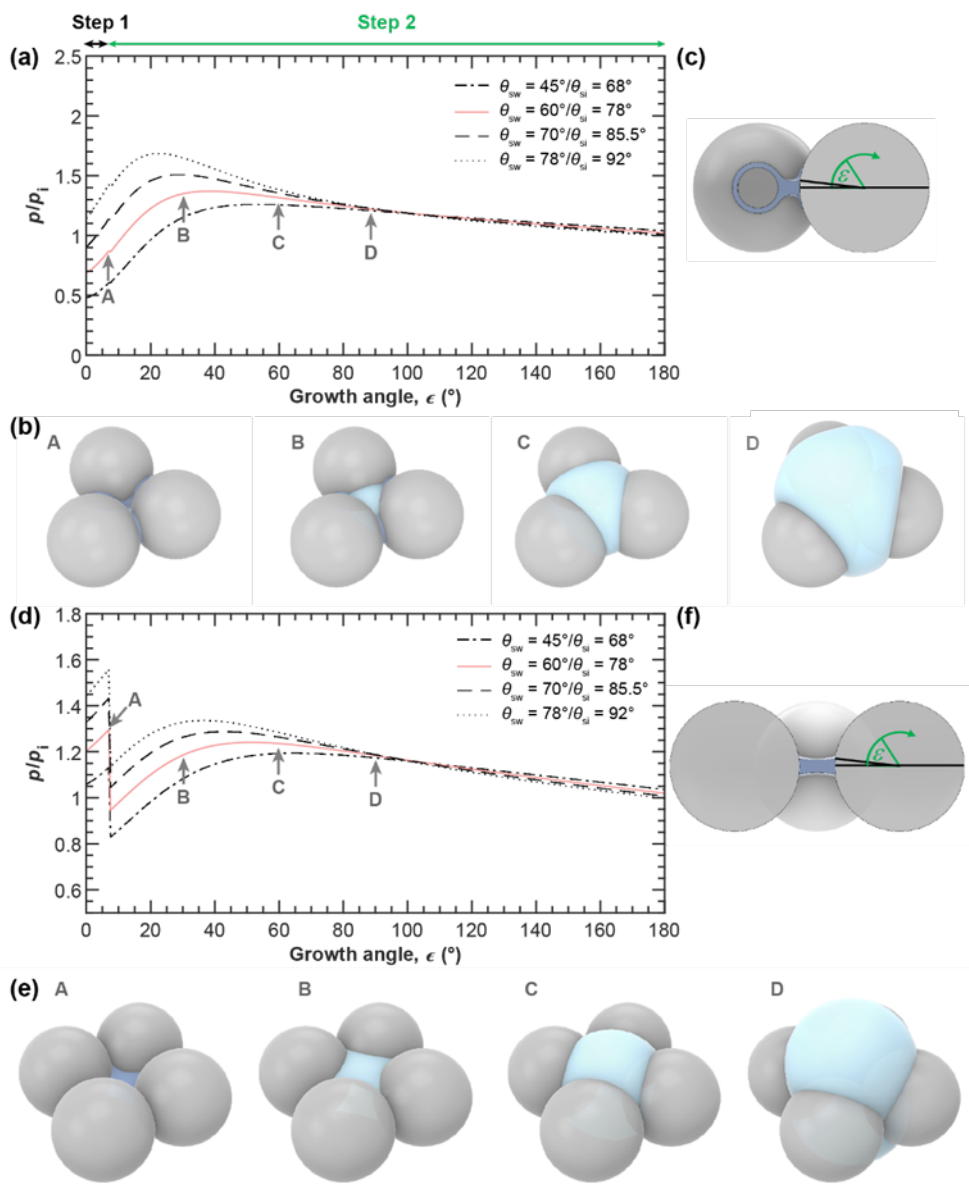 Step 1
Step 2
(a)
2.5
2
1.5
1
0.5
0
p/pᵢ
θsw = 45°/θsi = 68°
θsw = 60°/θsi = 78°
θsw = 70°/θsi = 85.5°
θsw = 78°/θsi = 92°
A
B
C
D
0 20 40 60 80 100 120 140 160 180
Growth angle, ϵ (°)
(c)
ε
(b)
A
B
C
D
(d)
1.8
1.6
1.4
1.2
1
0.8
0.6
p/pᵢ
θsw = 45°/θsi = 68°
θsw = 60°/θsi = 78°
θsw = 70°/θsi = 85.5°
θsw = 78°/θsi = 92°
A
B
C
D
0 20 40 60 80 100 120 140 160 180
Growth angle, ϵ (°)
(f)
ε
(e)
A
B
C
D